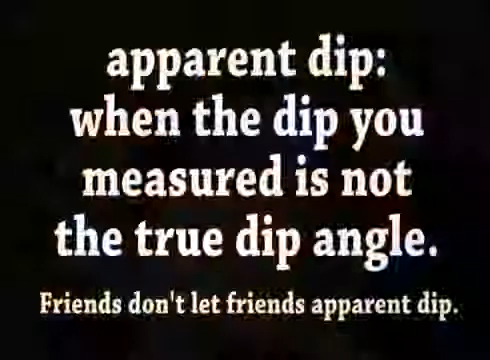 apparent dip:
when the dip you
measured is not
the true dip angle.
Friends don't let friends apparent dip.